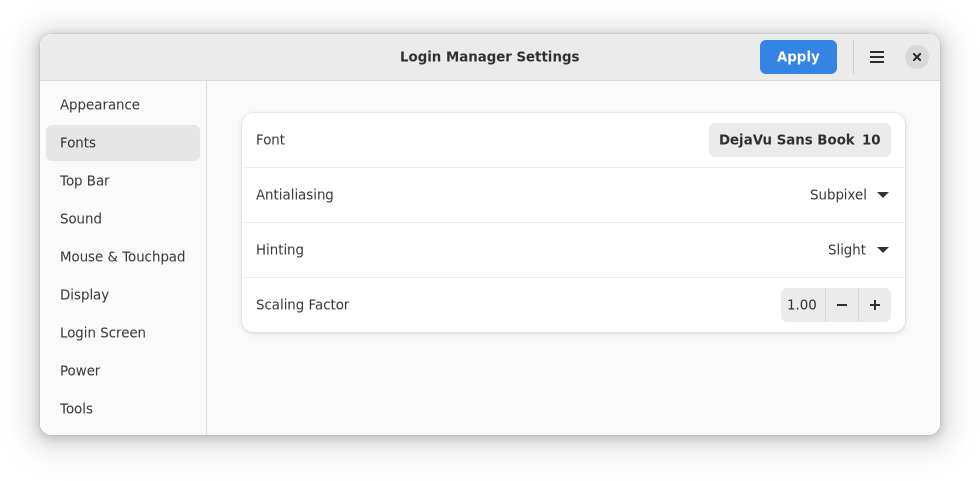 Login Manager Settings
Apply
Appearance
Fonts
Top Bar
Sound
Mouse & Touchpad
Display
Login Screen
Power
Tools
Font
DejaVu Sans Book 10
Antialiasing
Subpixel
Hinting
Slight
Scaling Factor
1.00